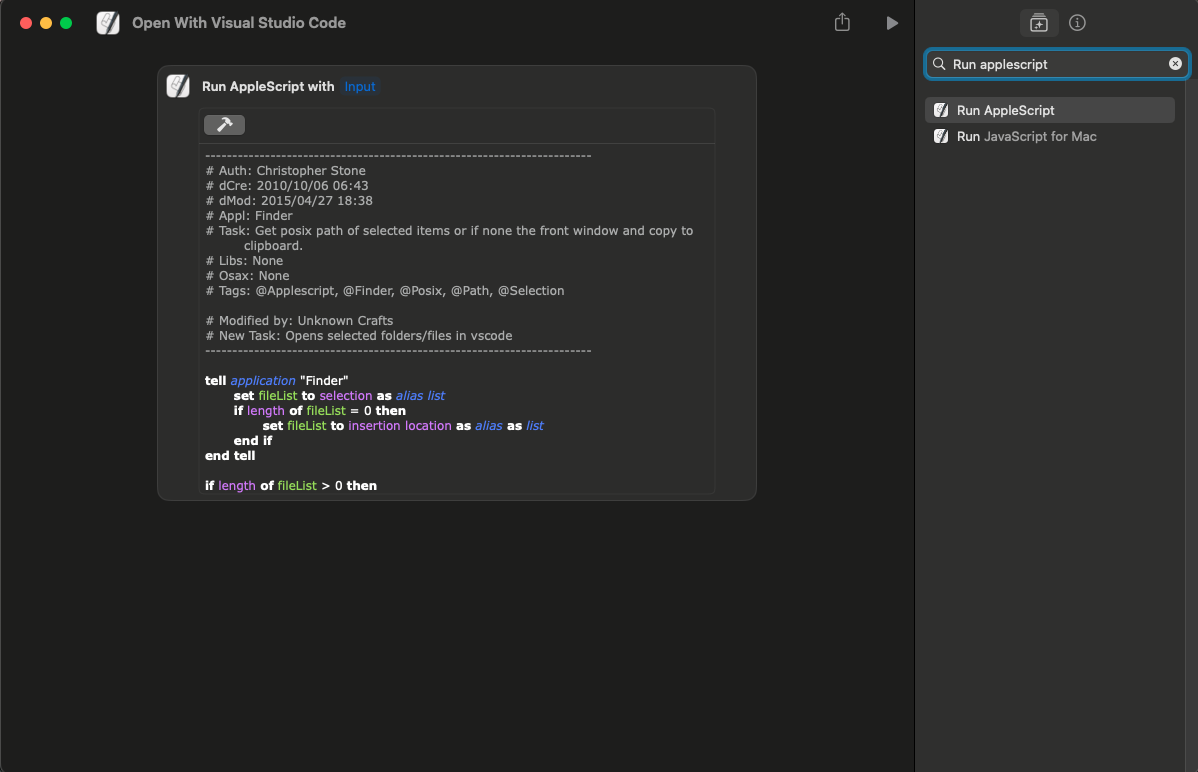 Open With Visual Studio Code
Run applescript
Run AppleScript
Run JavaScript for Mac
Run AppleScript with Input
-----------------------------------------------------------------------
# Auth: Christopher Stone
# dCre: 2010/10/06 06:43
# dMod: 2015/04/27 18:38
# Appl: Finder
# Task: Get posix path of selected items or if none the front window and copy to
clipboard.
# Libs: None
# Osax: None
# Tags: @Applescript, @Finder, @Posix, @Path, @Selection
# Modified by: Unknown Crafts
# New Task: Opens selected folders/files in vscode
-----------------------------------------------------------------------
tell application "Finder"
set fileList to selection as alias list
if length of fileList = 0 then
set fileList to insertion location as alias as list
end if
end tell
if length of fileList > 0 then